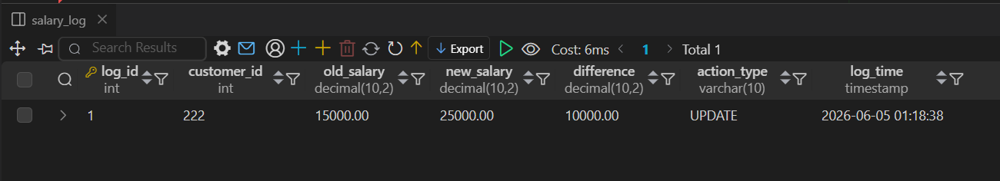 salary_log
Search Results Export Cost: 6ms 1 Total 1
log_id customer_id old_salary new_salary difference action_type log_time
int int decimal(10,2) decimal(10,2) decimal(10,2) varchar(10) timestamp
1 222 15000.00 25000.00 10000.00 UPDATE 2026-06-05 01:18:38